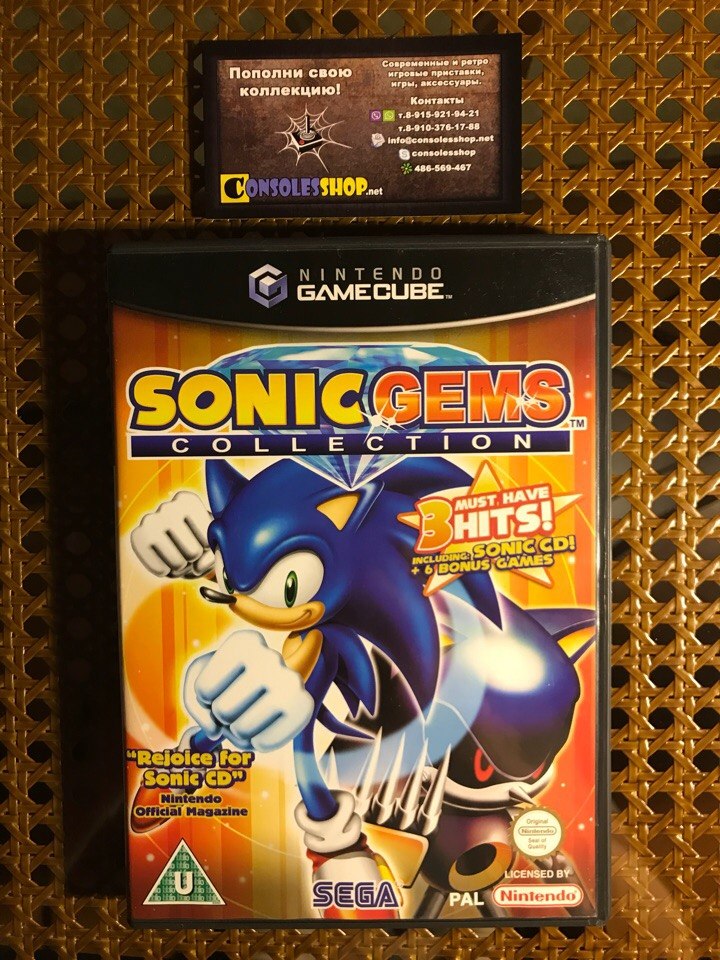 Пополни свою
коллекцию!
Современные и ретро
игровые приставки,
игры, аксессуары.
Контакты
т.8-915-921-94-21
т.8-910-376-17-88
info@consolesshop.net
consolesshop
486-569-467
CONSOLESSHOP.net
NINTENDO
GAMECUBE™
SONIC GEMS™
COLLECTION
3 MUST HAVE
HITS!
INCLUDING: SONIC CD!
+ 6 BONUS GAMES
"Rejoice for
Sonic CD"
Nintendo
Official Magazine
U
SEGA
Original
Nintendo
Seal of
Quality
PAL
LICENSED BY
Nintendo